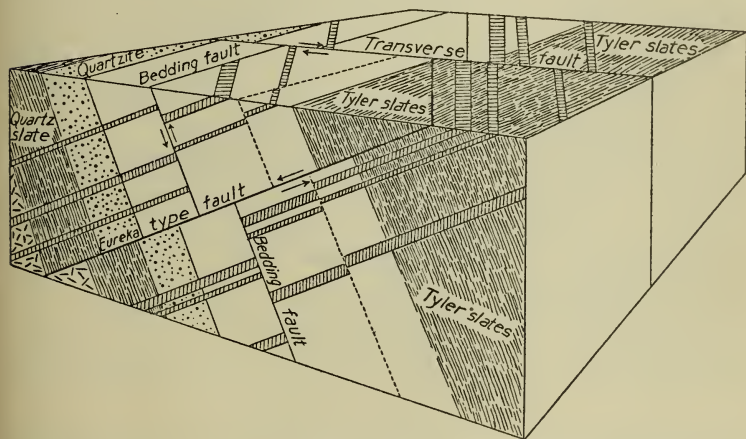 Quartzite
Bedding fault
Transverse
fault
Tyler slates
Tyler slates
Quartz
slate
Eureka type fault
Bedding
fault
Tyler slates